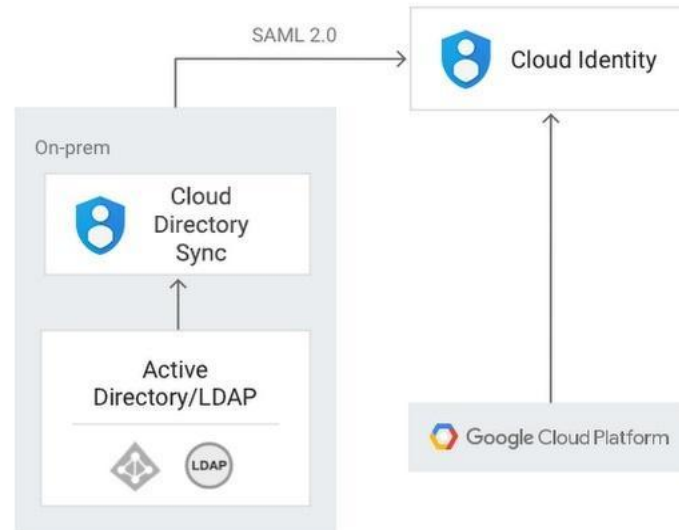 SAML 2.0
Cloud Identity
On-prem
Cloud
Directory
Sync
Active
Directory/LDAP
LDAP
Google Cloud Platform